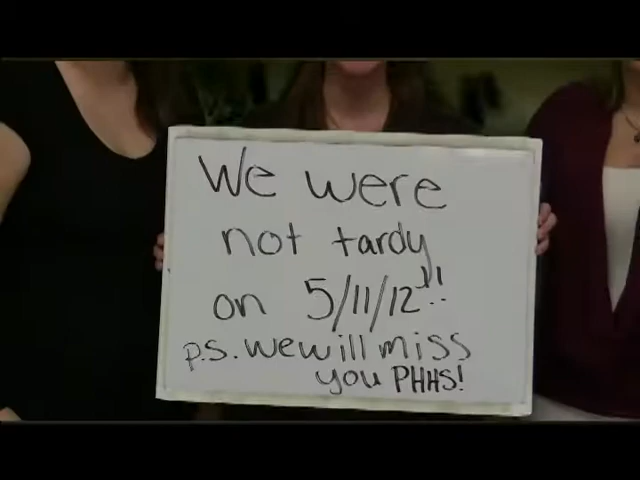 We were
not tardy
on 5/11/12!!
p.s. we will miss
you PHHS!